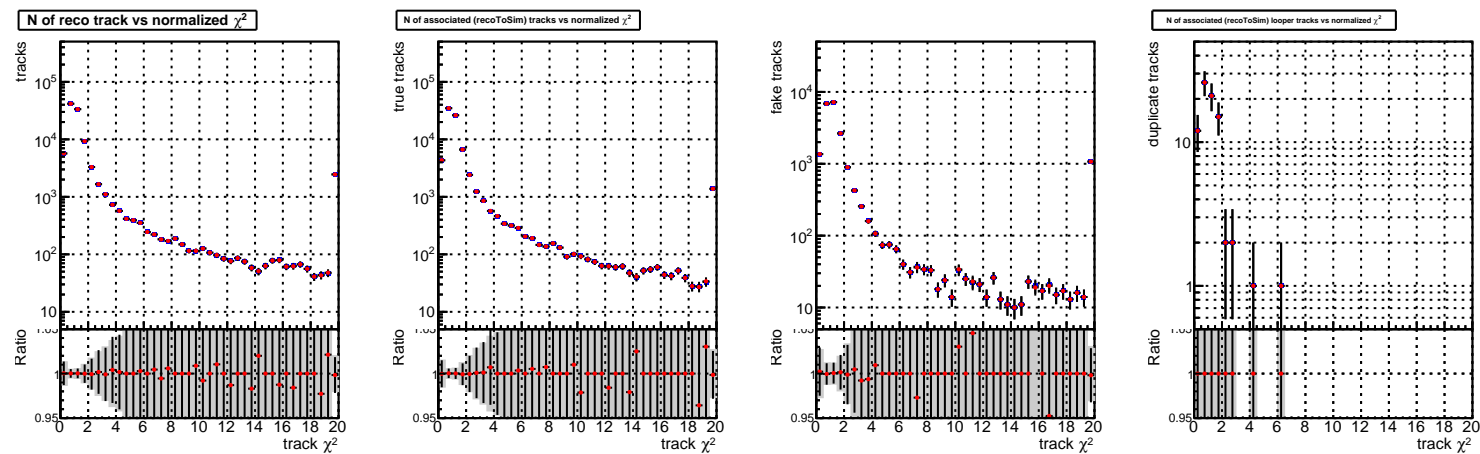 N of reco track vs normalized χ²
tracks
10⁵
10⁴
10³
10²
10
Ratio
1
0.95
0 2 4 6 8 10 12 14 16 18 20
track χ²
N of associated (recoToSim) tracks vs normalized χ²
true tracks
10⁵
10⁴
10³
10²
10
Ratio
1
0.95
0 2 4 6 8 10 12 14 16 18 20
track χ²
fake tracks
10⁴
10³
10²
10
Ratio
1
0.95
0 2 4 6 8 10 12 14 16 18 20
track χ²
N of associated (recoToSim) looper tracks vs normalized χ²
duplicate tracks
10
1
Ratio
1
0.95
0 2 4 6 8 10 12 14 16 18 20
track χ²